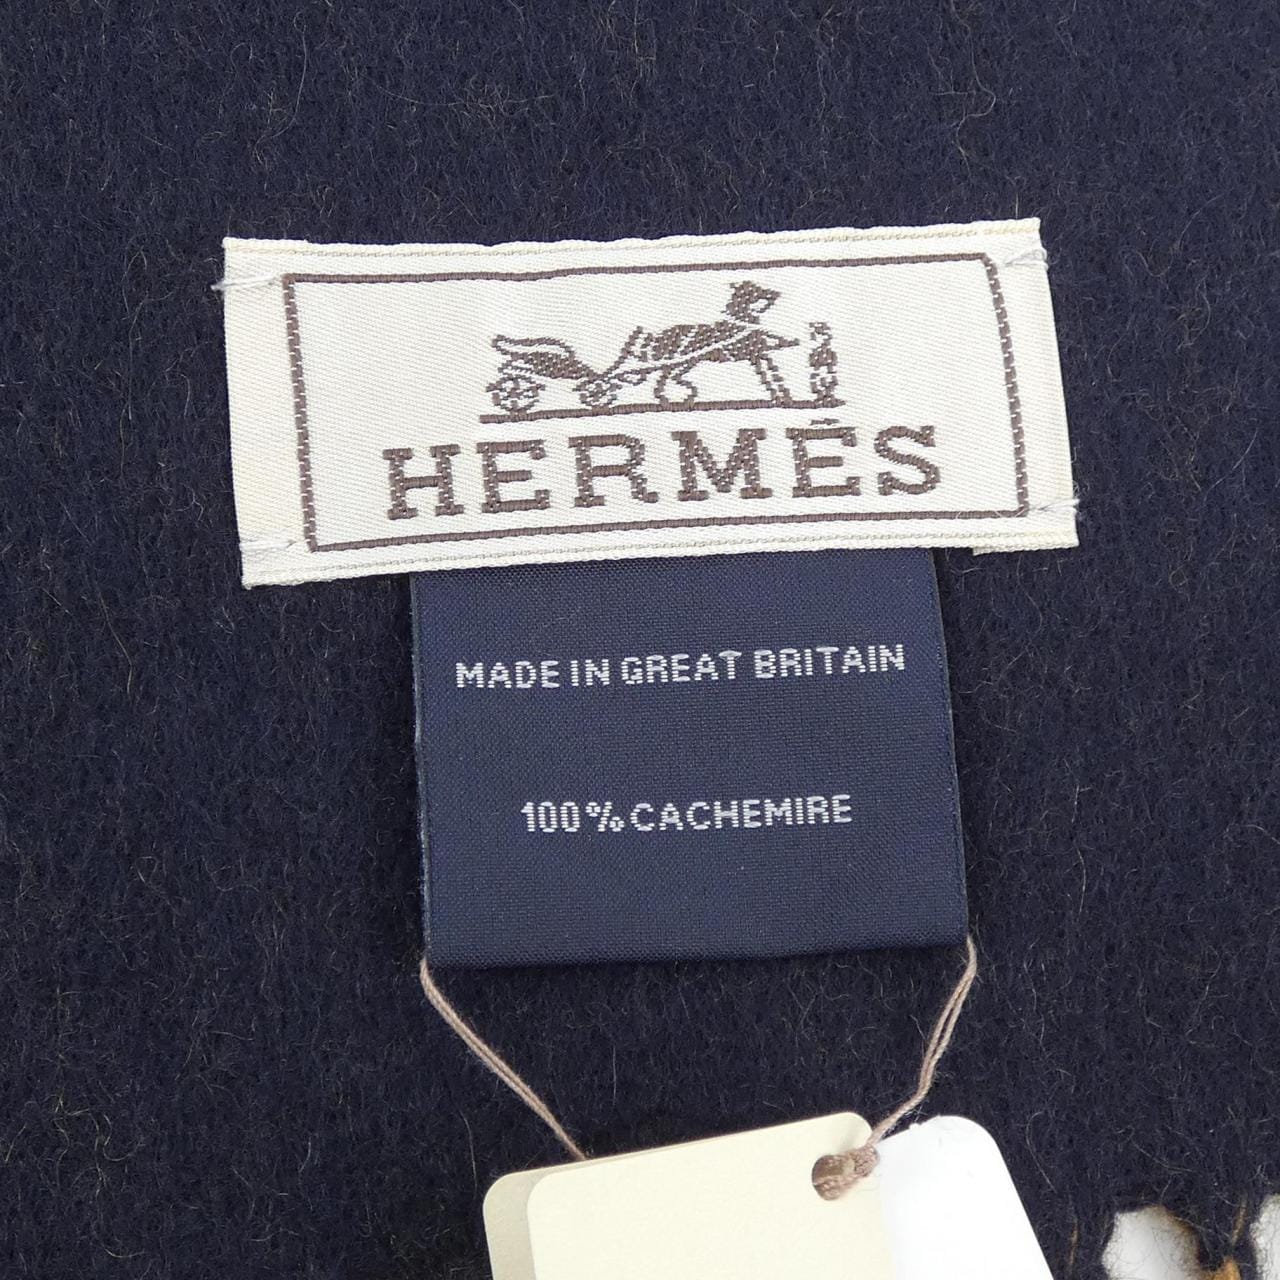 HERMÈS
MADE IN GREAT BRITAIN
100% CACHEMIRE